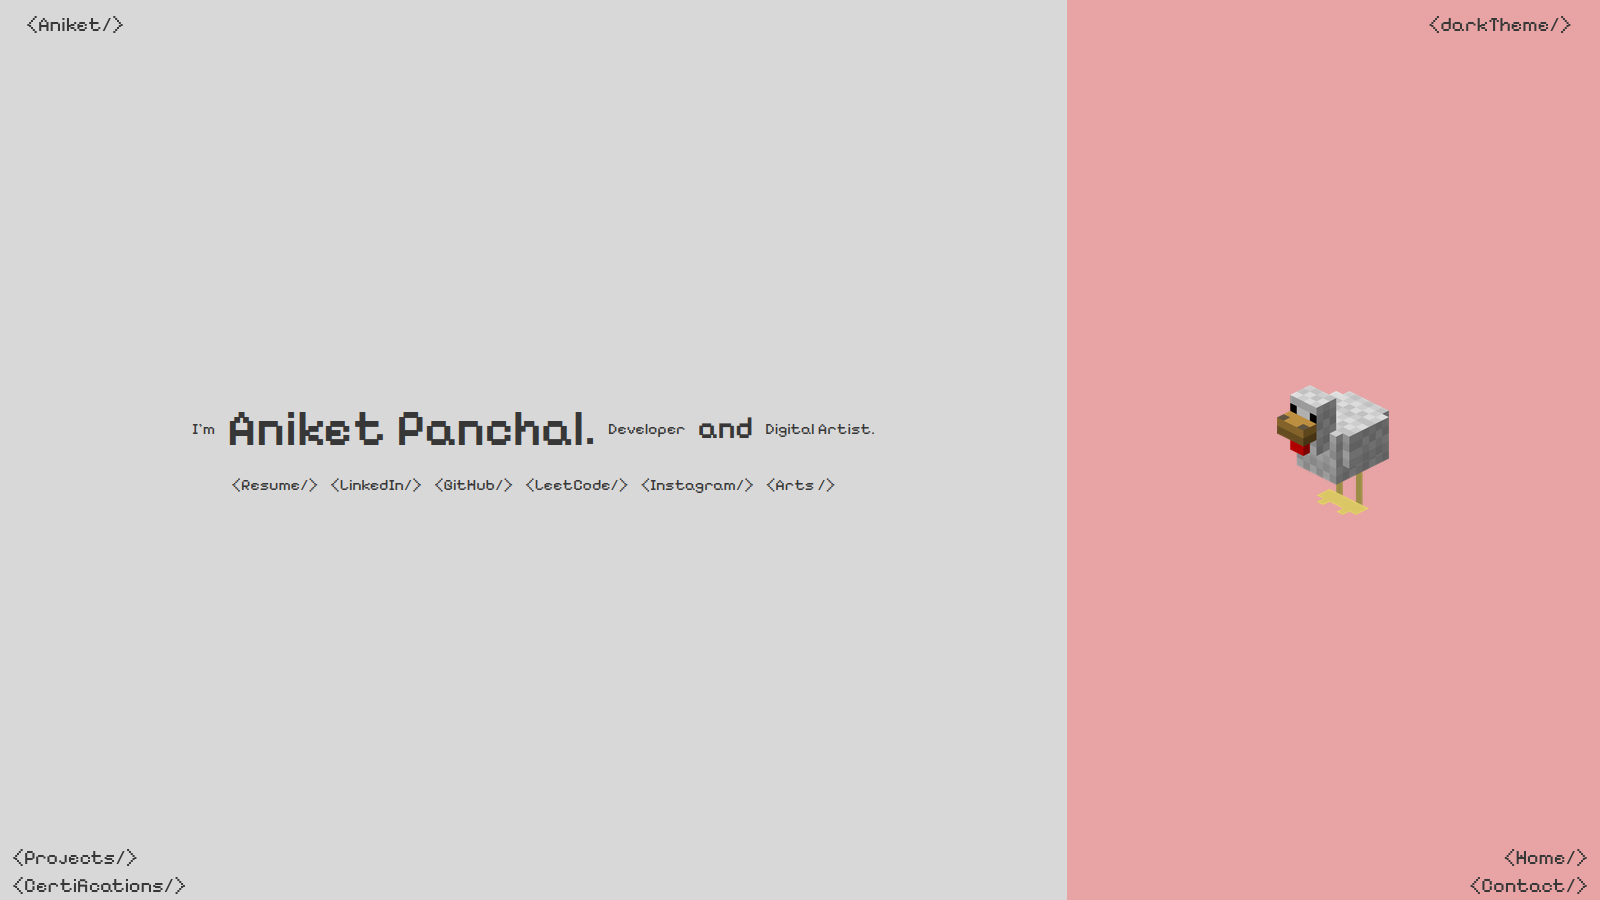 <Aniket/>
<darkTheme/>
I'm Aniket Panchal. Developer and Digital Artist.
<Resume/> <LinkedIn/> <GitHub/> <LeetCode/> <Instagram/> <Arts />
<Projects/>
<Home/>
<Certifications/>
<Contact/>